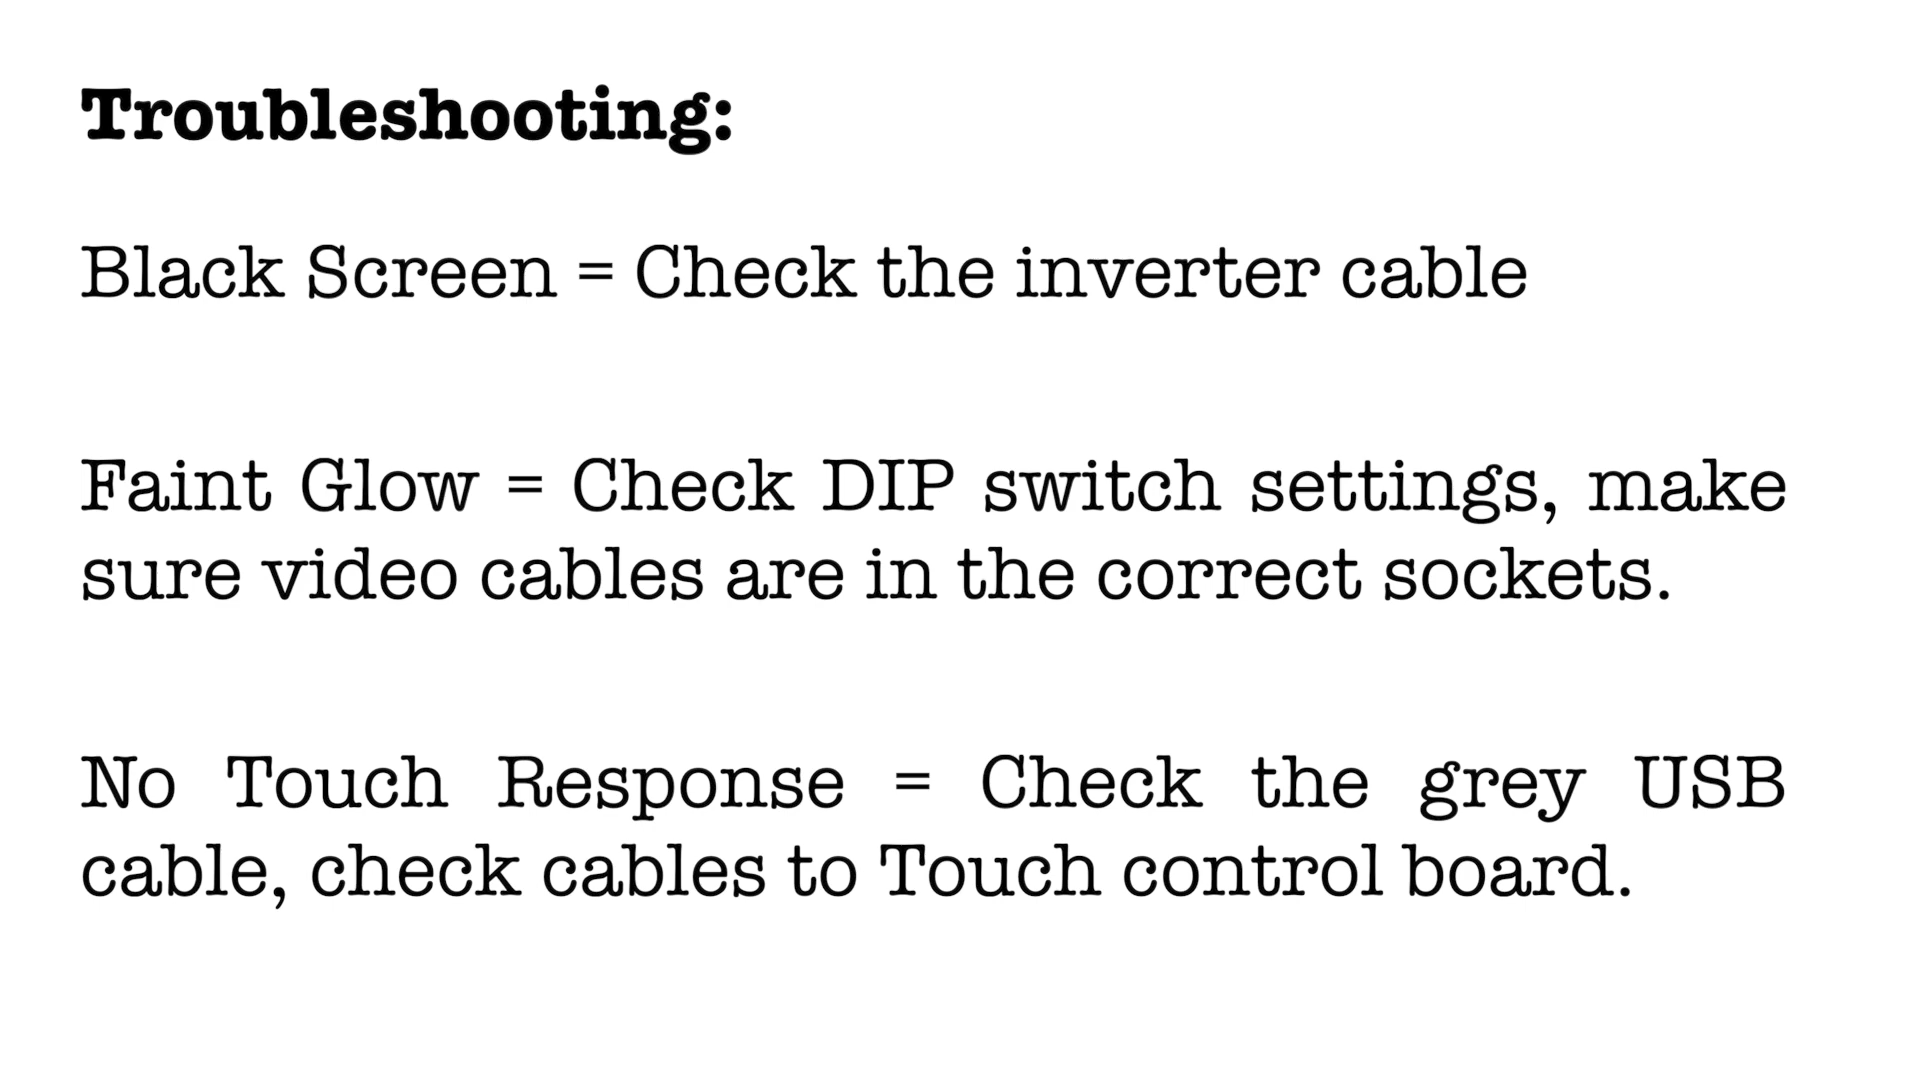 Troubleshooting:
Black Screen = Check the inverter cable
Faint Glow = Check DIP switch settings, make
sure video cables are in the correct sockets.
No Touch Response = Check the grey USB
cable, check cables to Touch control board.